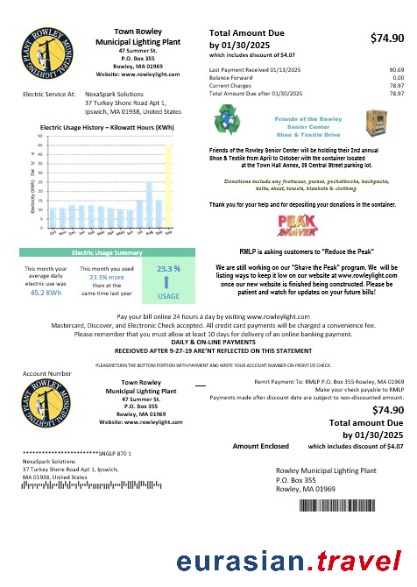 Town Rowley
Municipal Lighting Plant
47 Summer St.
P.O. Box 355
Rowley, MA 01969
Website: www.rowleylight.com
Total Amount Due
by 01/30/2025
which includes discount of $4.07
$74.90
Last Payment Received 01/13/2025 90.69
Balance Forward 0.00
Current Charges 78.97
Total Amount Due after 01/30/2025 78.97
Electric Service At: NexaSpark Solutions
37 Turkey Shore Road Apt 1,
Ipswich, MA 01938, United States
Electric Usage History – Kilowatt Hours (KWh)
Friends of the Rowley
Senior Center
Shoe & Textile Drive
Friends of the Rowley Senior Center will be holding their 2nd annual
Shoe & Textile from April to October with the container located
at the Town Hall Annex, 39 Central Street parking lot.
Donations include any footwear, purses, pocketbooks, backpacks,
belts, sheet, towels, blankets & clothing.
Thank you for your help and for depositing your donations in the container.
PEAK
SHAVER
Electric Usage Summary
This month your
average daily
electric use was
45.2 KWh
This month you used
23.3% more
than at the
same time last year
23.3 %
USAGE
RMLP is asking customers to "Reduce the Peak"
We are still working on our "Shave the Peak" program. We will be
listing ways to keep it low on our website at www.rowleylight.com
once our new website is finished being constructed. Please be
patient and watch for updates on your future bills!
Pay your bill online 24 hours a day by visiting www.rowleylight.com
Mastercard, Discover, and Electronic Check accepted. All credit card payments will be charged a convenience fee.
Please remember that you must allow at least 10 days for delivery of an online banking payment.
DAILY & ON-LINE PAYMENTS
RECEIOVED AFTER 9-27-19 ARE'NT REFLECTED ON THIS STATEMENT
PLEASE RETURN THE BOTTOM PORTION WITH PAYMENT AND WRITE YOUR ACCOUNT NUMBER ON FRONT OF CHECK.
Account Number
Town Rowley
Municipal Lighting Plant
47 Summer St.
P.O. Box 355
Rowley, MA 01969
Website: www.rowleylight.com
Remit Payment To: RMLP P.O. Box 355 Rowley, MA 01969
Make your check payable to RMLP
Payments made after discount date are subject to non-discounted amount.
$74.90
Total amount Due
by 01/30/2025
Amount Enclosed which includes discount of $4.07
SNGLP 870 1
NexaSpark Solutions
37 Turkey Shore Road Apt 1, Ipswich,
MA 01938, United States
Rowley Municipal Lighting Plant
P.O. Box 355
Rowley, MA 01969
eurasian.travel